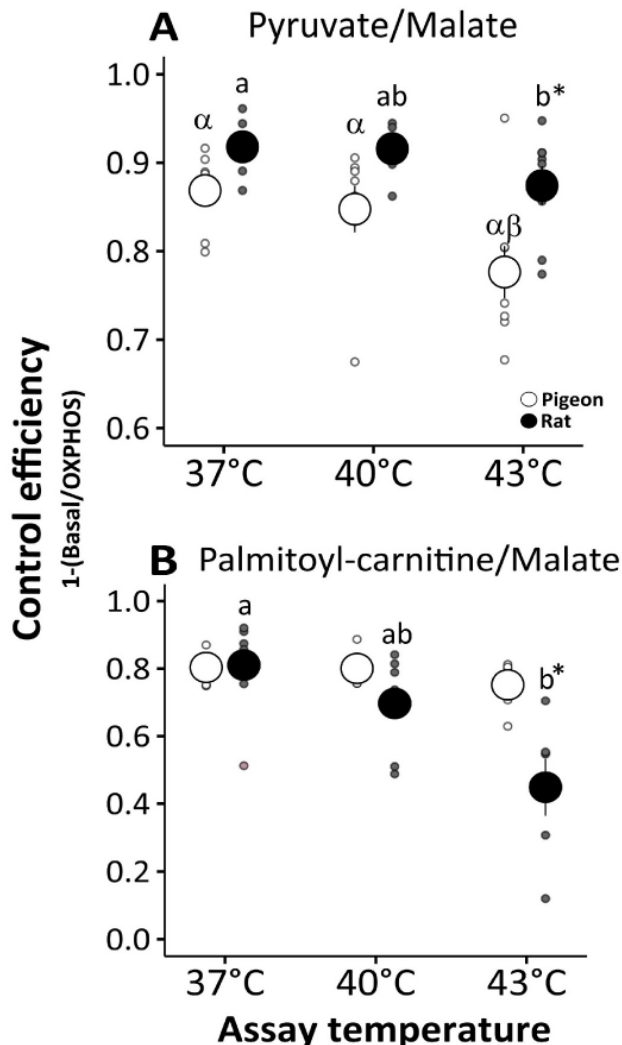 A Pyruvate/Malate
1.0
0.9
0.8
0.7
0.6
α a
α ab
αβ b*
Pigeon
Rat
37°C 40°C 43°C
Control efficiency
1-(Basal/OXPHOS)
B Palmitoyl-carnitine/Malate
1.0
0.8
0.6
0.4
0.2
0.0
a
ab
b*
37°C 40°C 43°C
Assay temperature